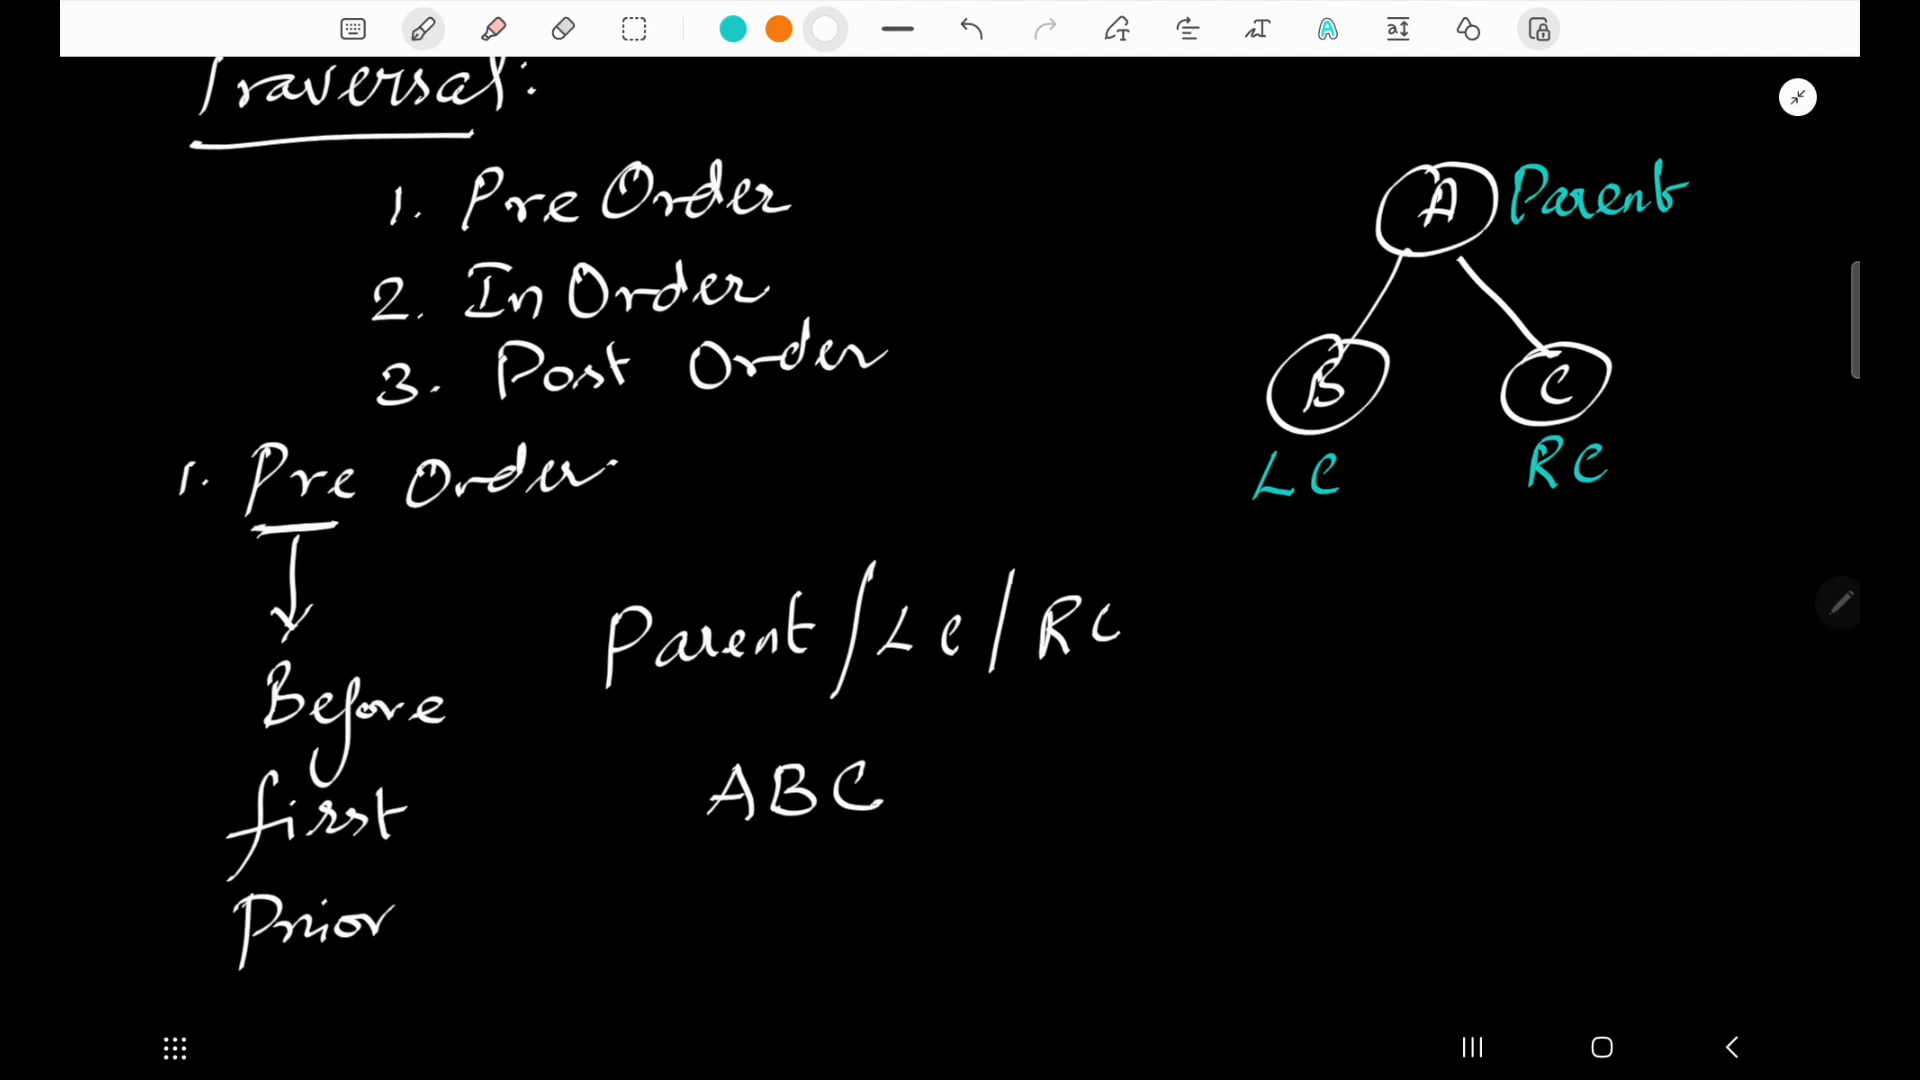 Traversal:
1. Pre Order
2. In Order
3. Post Order
A Parent
B C
LC RC
1. Pre Order
Before
first
Prior
Parent / LC / RC
ABC